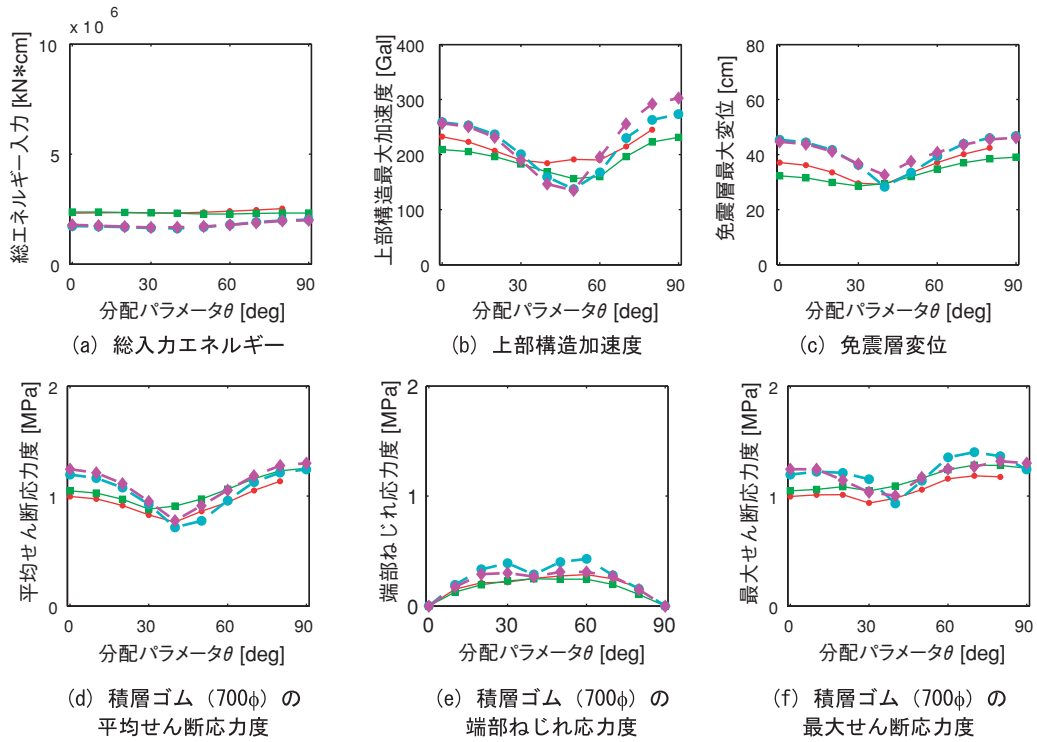 x 10 6
10
5
0
総エネルギー入力 [kN*cm]
0 30 60 90
分配パラメータθ [deg]
(a) 総入力エネルギー
400
300
200
100
0
上部構造最大加速度 [Gal]
0 30 60 90
分配パラメータθ [deg]
(b) 上部構造加速度
80
60
40
20
0
免震層最大変位 [cm]
0 30 60 90
分配パラメータθ [deg]
(c) 免震層変位
2
1
0
平均せん断応力度 [MPa]
0 30 60 90
分配パラメータθ [deg]
(d) 積層ゴム (700φ) の
平均せん断応力度
2
1
0
端部ねじれ応力度 [MPa]
0 30 60 90
分配パラメータθ [deg]
(e) 積層ゴム (700φ) の
端部ねじれ応力度
2
1
0
最大せん断応力度 [MPa]
0 30 60 90
分配パラメータθ [deg]
(f) 積層ゴム (700φ) の
最大せん断応力度